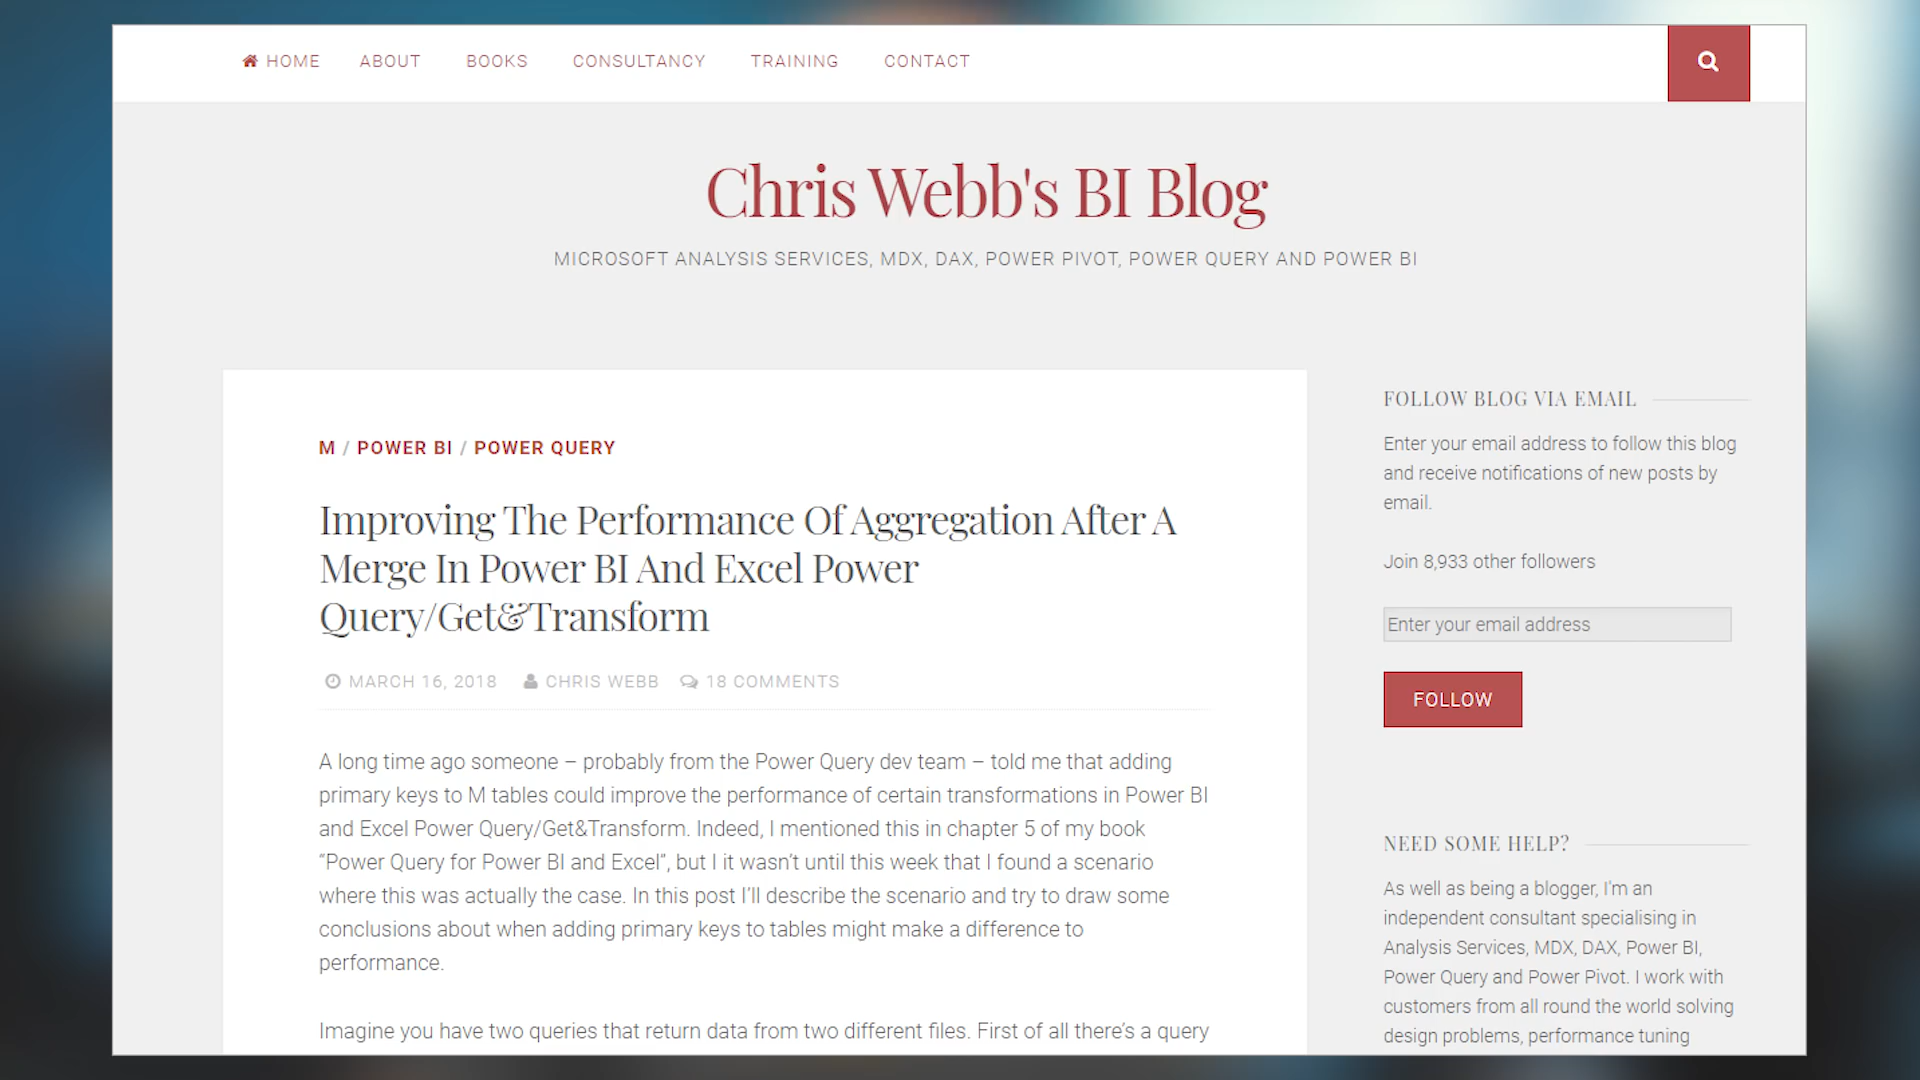 HOME ABOUT BOOKS CONSULTANCY TRAINING CONTACT
Chris Webb's BI Blog
MICROSOFT ANALYSIS SERVICES, MDX, DAX, POWER PIVOT, POWER QUERY AND POWER BI
M / POWER BI / POWER QUERY
Improving The Performance Of Aggregation After A
Merge In Power BI And Excel Power
Query/Get&Transform
MARCH 16, 2018 CHRIS WEBB 18 COMMENTS
A long time ago someone – probably from the Power Query dev team – told me that adding
primary keys to M tables could improve the performance of certain transformations in Power BI
and Excel Power Query/Get&Transform. Indeed, I mentioned this in chapter 5 of my book
“Power Query for Power BI and Excel”, but I it wasn’t until this week that I found a scenario
where this was actually the case. In this post I’ll describe the scenario and try to draw some
conclusions about when adding primary keys to tables might make a difference to
performance.
Imagine you have two queries that return data from two different files. First of all there’s a query
FOLLOW BLOG VIA EMAIL
Enter your email address to follow this blog
and receive notifications of new posts by
email.
Join 8,933 other followers
Enter your email address
FOLLOW
NEED SOME HELP?
As well as being a blogger, I'm an
independent consultant specialising in
Analysis Services, MDX, DAX, Power BI,
Power Query and Power Pivot. I work with
customers from all round the world solving
design problems, performance tuning